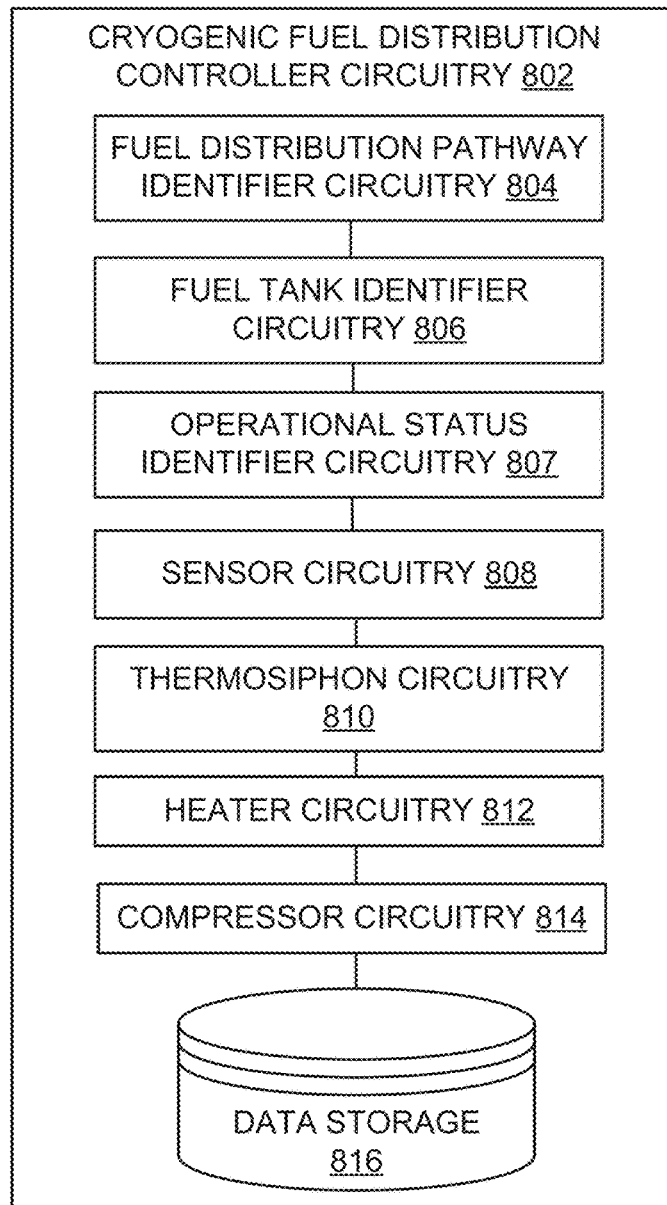 CRYOGENIC FUEL DISTRIBUTION
CONTROLLER CIRCUITRY 802
FUEL DISTRIBUTION PATHWAY
IDENTIFIER CIRCUITRY 804
FUEL TANK IDENTIFIER
CIRCUITRY 806
OPERATIONAL STATUS
IDENTIFIER CIRCUITRY 807
SENSOR CIRCUITRY 808
THERMOSIPHON CIRCUITRY
810
HEATER CIRCUITRY 812
COMPRESSOR CIRCUITRY 814
DATA STORAGE
816